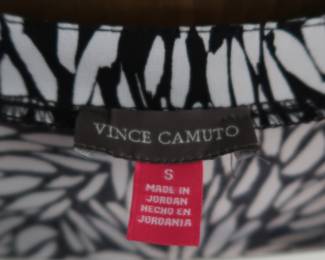 VINCE CAMUTO
S
MADE IN
JORDAN
HECHO EN
JORDANIA